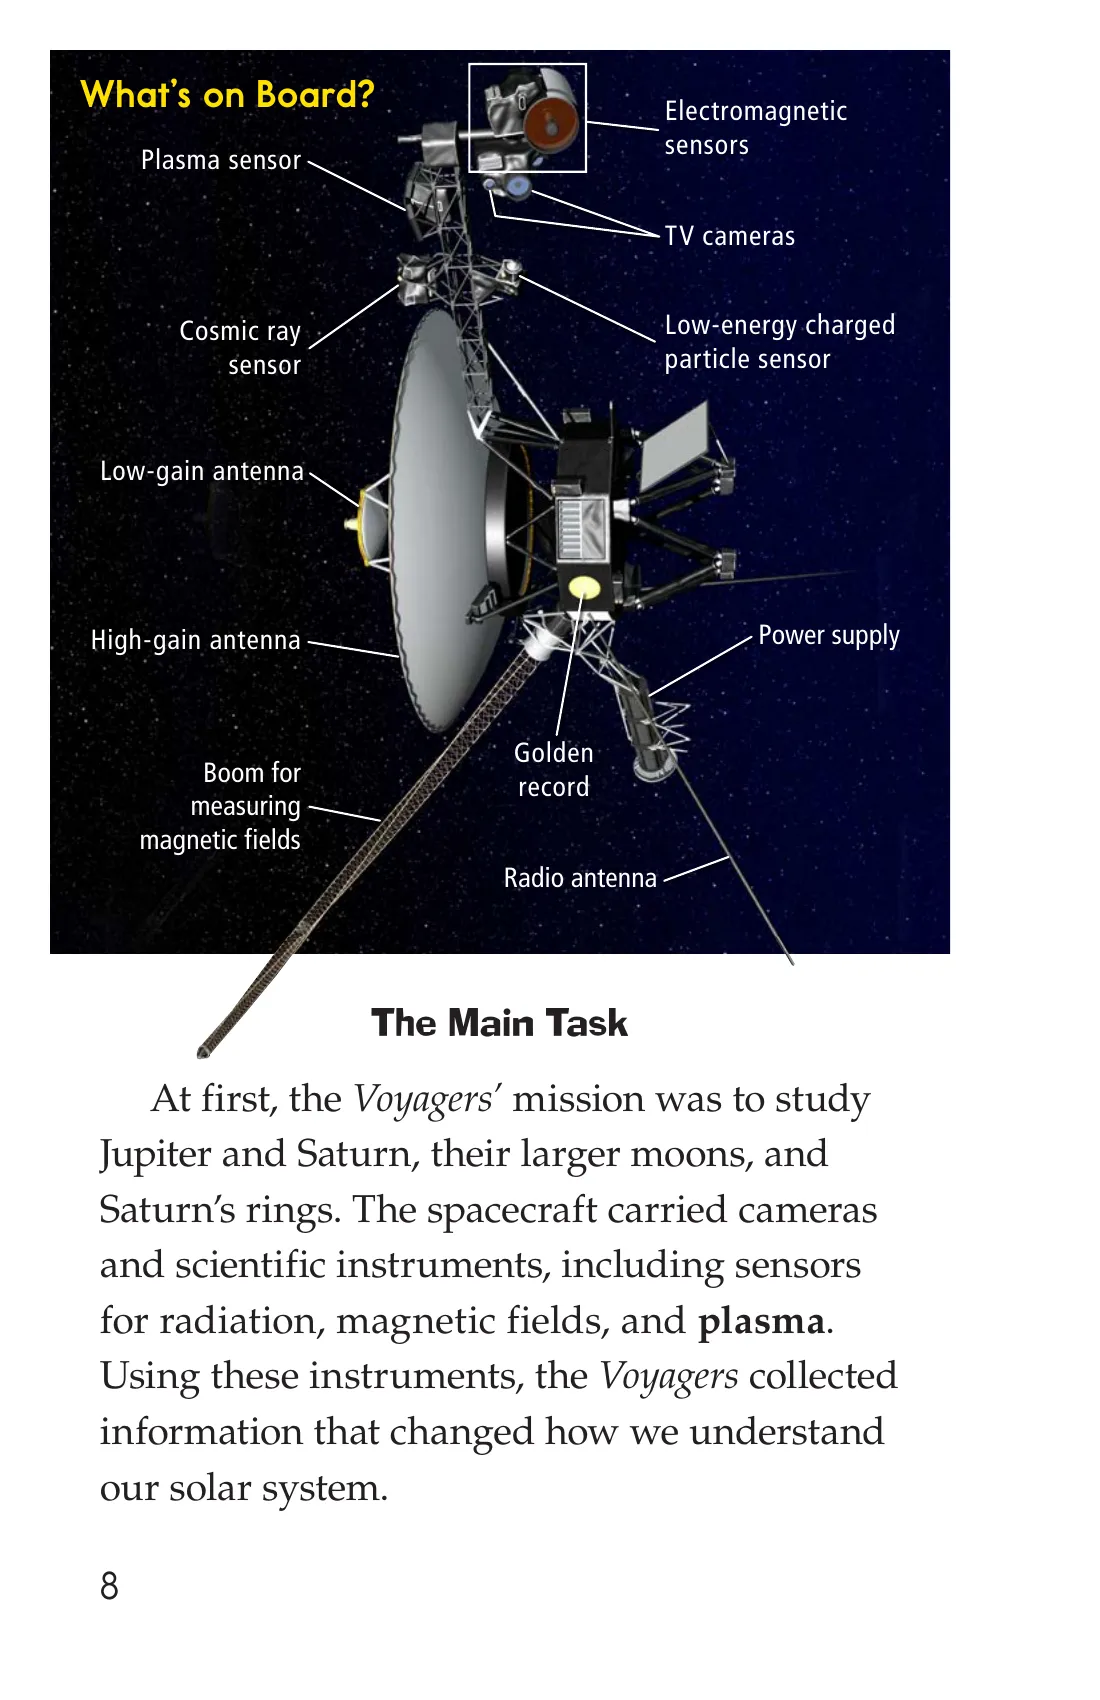 What's on Board?
Electromagnetic
sensors
Plasma sensor
TV cameras
Cosmic ray
sensor
Low-energy charged
particle sensor
Low-gain antenna
High-gain antenna
Power supply
Golden
record
Boom for
measuring
magnetic fields
Radio antenna
The Main Task
At first, the Voyagers' mission was to study
Jupiter and Saturn, their larger moons, and
Saturn's rings. The spacecraft carried cameras
and scientific instruments, including sensors
for radiation, magnetic fields, and plasma.
Using these instruments, the Voyagers collected
information that changed how we understand
our solar system.
8